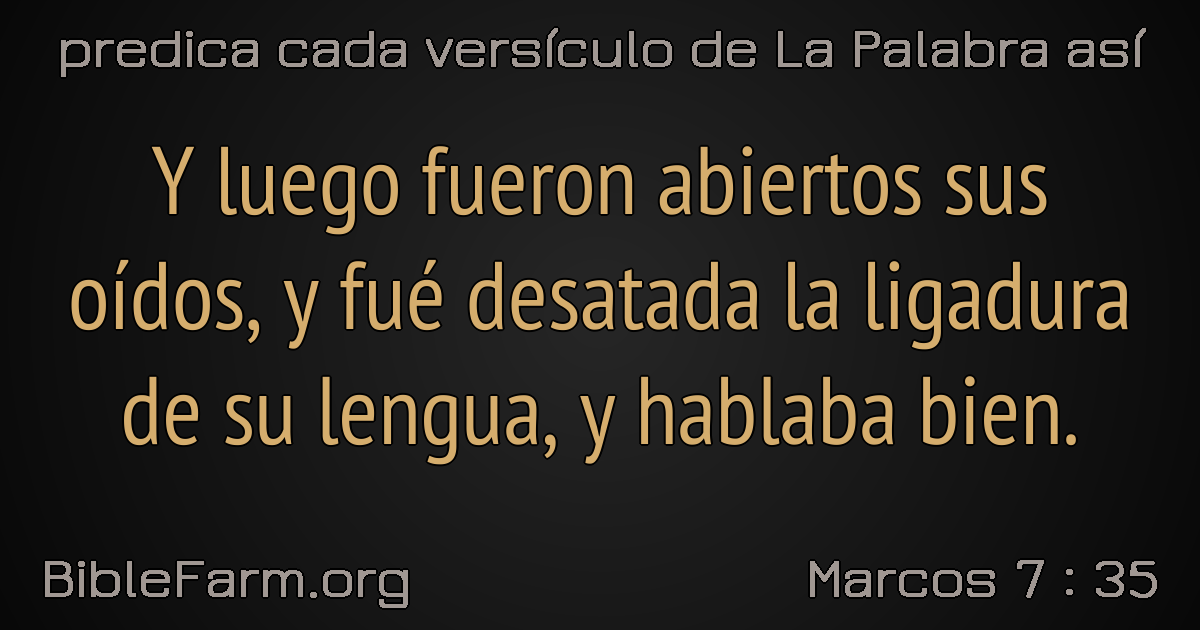 predica cada versículo de La Palabra así
Y luego fueron abiertos sus
oídos, y fué desatada la ligadura
de su lengua, y hablaba bien.
BibleFarm.org
Marcos 7 : 35